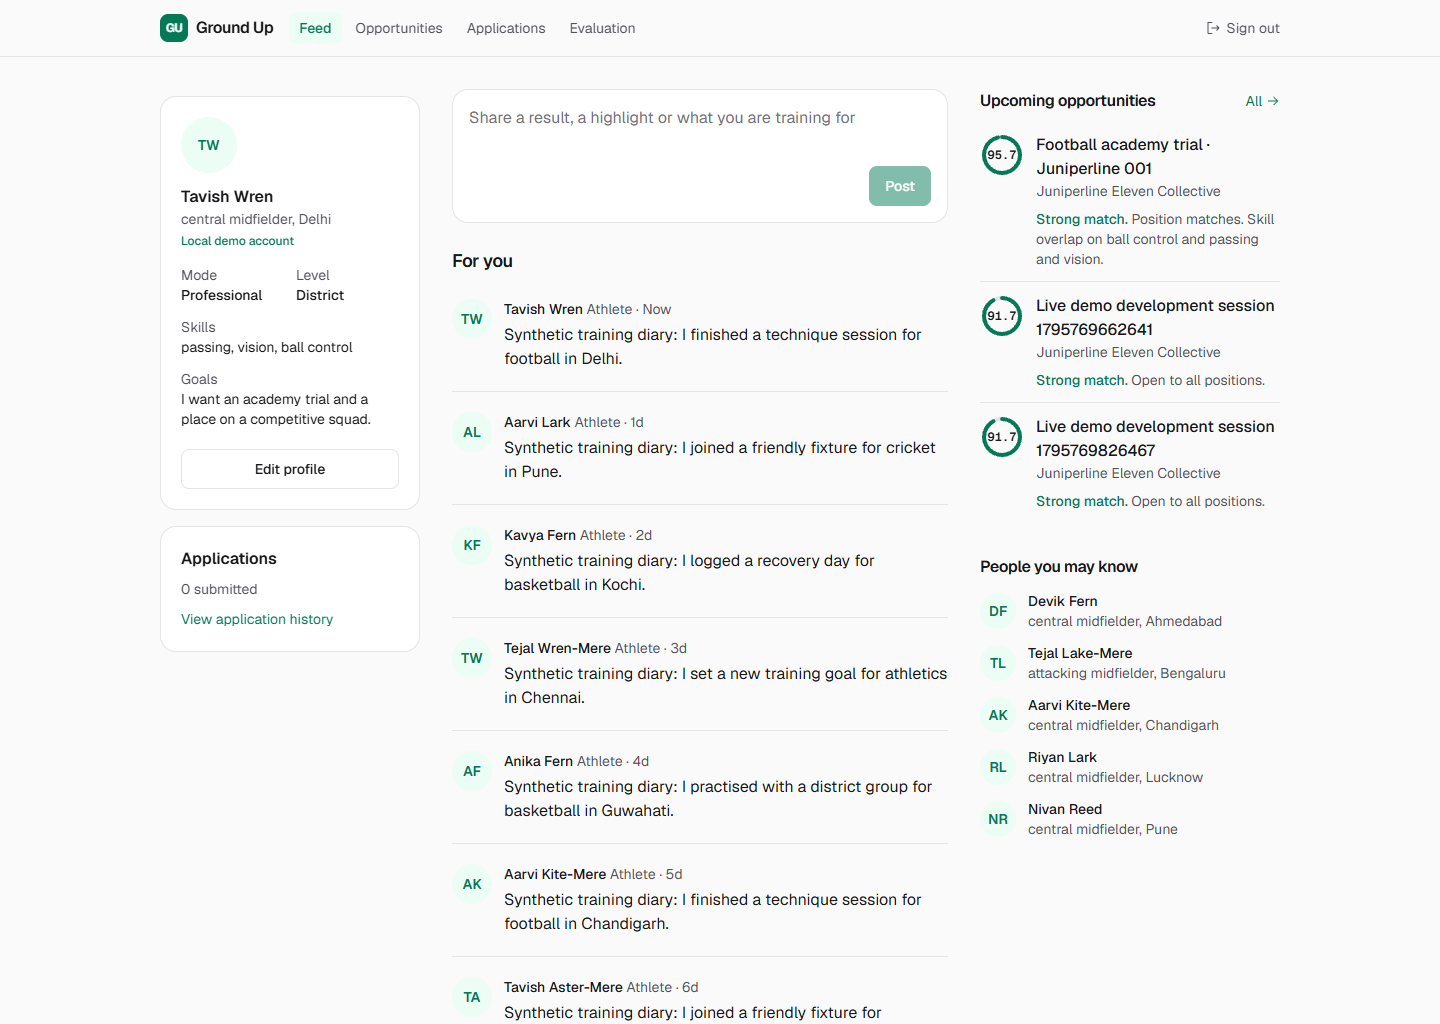 GU Ground Up Feed Opportunities Applications Evaluation Sign out
TW
Tavish Wren
central midfielder, Delhi
Local demo account
Mode Level
Professional District
Skills
passing, vision, ball control
Goals
I want an academy trial and a
place on a competitive squad.
Edit profile
Applications
0 submitted
View application history
Share a result, a highlight or what you are training for
Post
For you
TW
Tavish Wren Athlete · Now
Synthetic training diary: I finished a technique session for
football in Delhi.
AL
Aarvi Lark Athlete · 1d
Synthetic training diary: I joined a friendly fixture for cricket
in Pune.
KF
Kavya Fern Athlete · 2d
Synthetic training diary: I logged a recovery day for
basketball in Kochi.
TW
Tejal Wren-Mere Athlete · 3d
Synthetic training diary: I set a new training goal for athletics
in Chennai.
AF
Anika Fern Athlete · 4d
Synthetic training diary: I practised with a district group for
basketball in Guwahati.
AK
Aarvi Kite-Mere Athlete · 5d
Synthetic training diary: I finished a technique session for
football in Chandigarh.
TA
Tavish Aster-Mere Athlete · 6d
Synthetic training diary: I joined a friendly fixture for
Upcoming opportunities All →
95.7
Football academy trial ·
Juniperline 001
Juniperline Eleven Collective
Strong match. Position matches. Skill
overlap on ball control and passing
and vision.
91.7
Live demo development session
1795769662641
Juniperline Eleven Collective
Strong match. Open to all positions.
91.7
Live demo development session
1795769826467
Juniperline Eleven Collective
Strong match. Open to all positions.
People you may know
DF
Devik Fern
central midfielder, Ahmedabad
TL
Tejal Lake-Mere
attacking midfielder, Bengaluru
AK
Aarvi Kite-Mere
central midfielder, Chandigarh
RL
Riyan Lark
central midfielder, Lucknow
NR
Nivan Reed
central midfielder, Pune